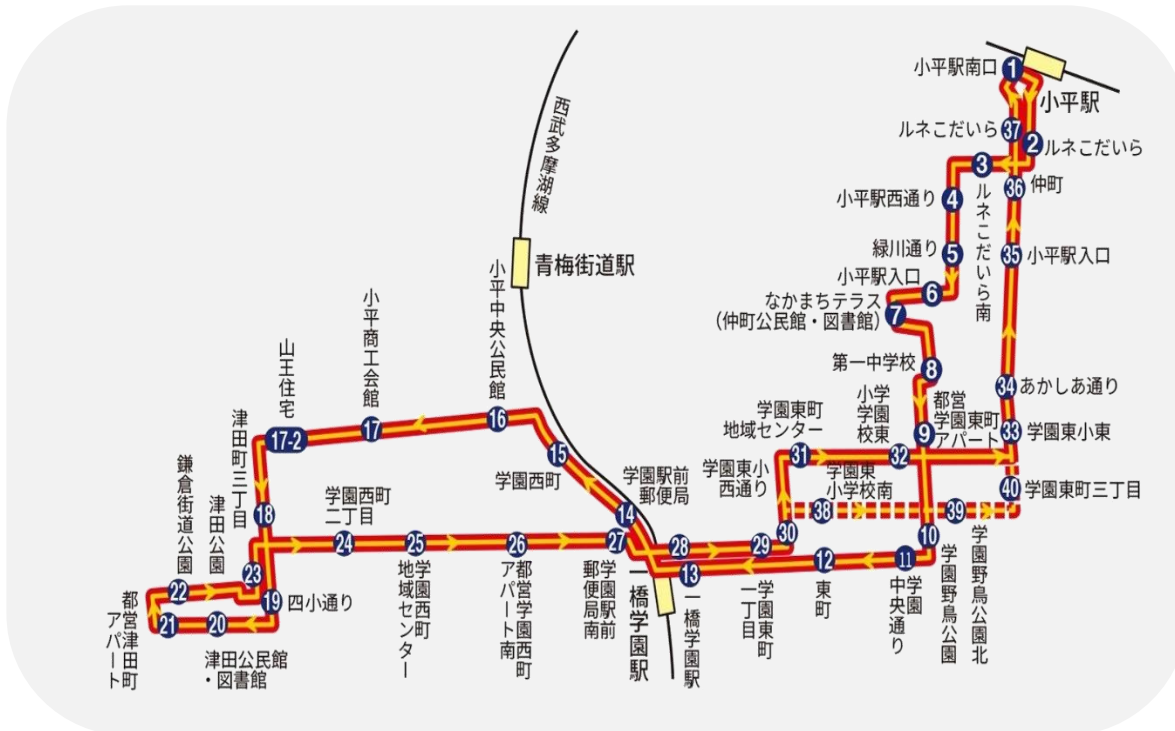 小平駅南口
1
小平駅
ルネこだいら
37
2
ルネこだいら
3
ルネこだいら南
36
仲町
小平駅西通り
4
緑川通り
5
35
小平駅入口
小平駅入口
6
なかまちテラス
(仲町公民館・図書館)
7
第一中学校
8
34
あかしあ通り
西武多摩湖線
青梅街道駅
小平中央公民館
16
小平商工会館
17
山王住宅
17-2
15
学園西町
学園駅前
郵便局
14
学園東町
地域センター
31
小学
学園
校東
32
都営
学園東町
アパート
9
33
学園東小東
40
学園東町三丁目
学園東小
西通り
30
学園東
小学校南
38
39
学園野鳥公園北
10
学園野鳥公園
11
学園
中央通り
12
東町
29
学園東町
一丁目
28
13
一橋学園駅
一橋学園駅
27
学園駅前
郵便局南
26
都営学園西町
アパート南
25
学園西町
地域センター
学園西町
二丁目
24
津田町三丁目
18
津田公園
鎌倉街道公園
22
23
19
四小通り
20
津田公民館
・図書館
21
都営津田町
アパート